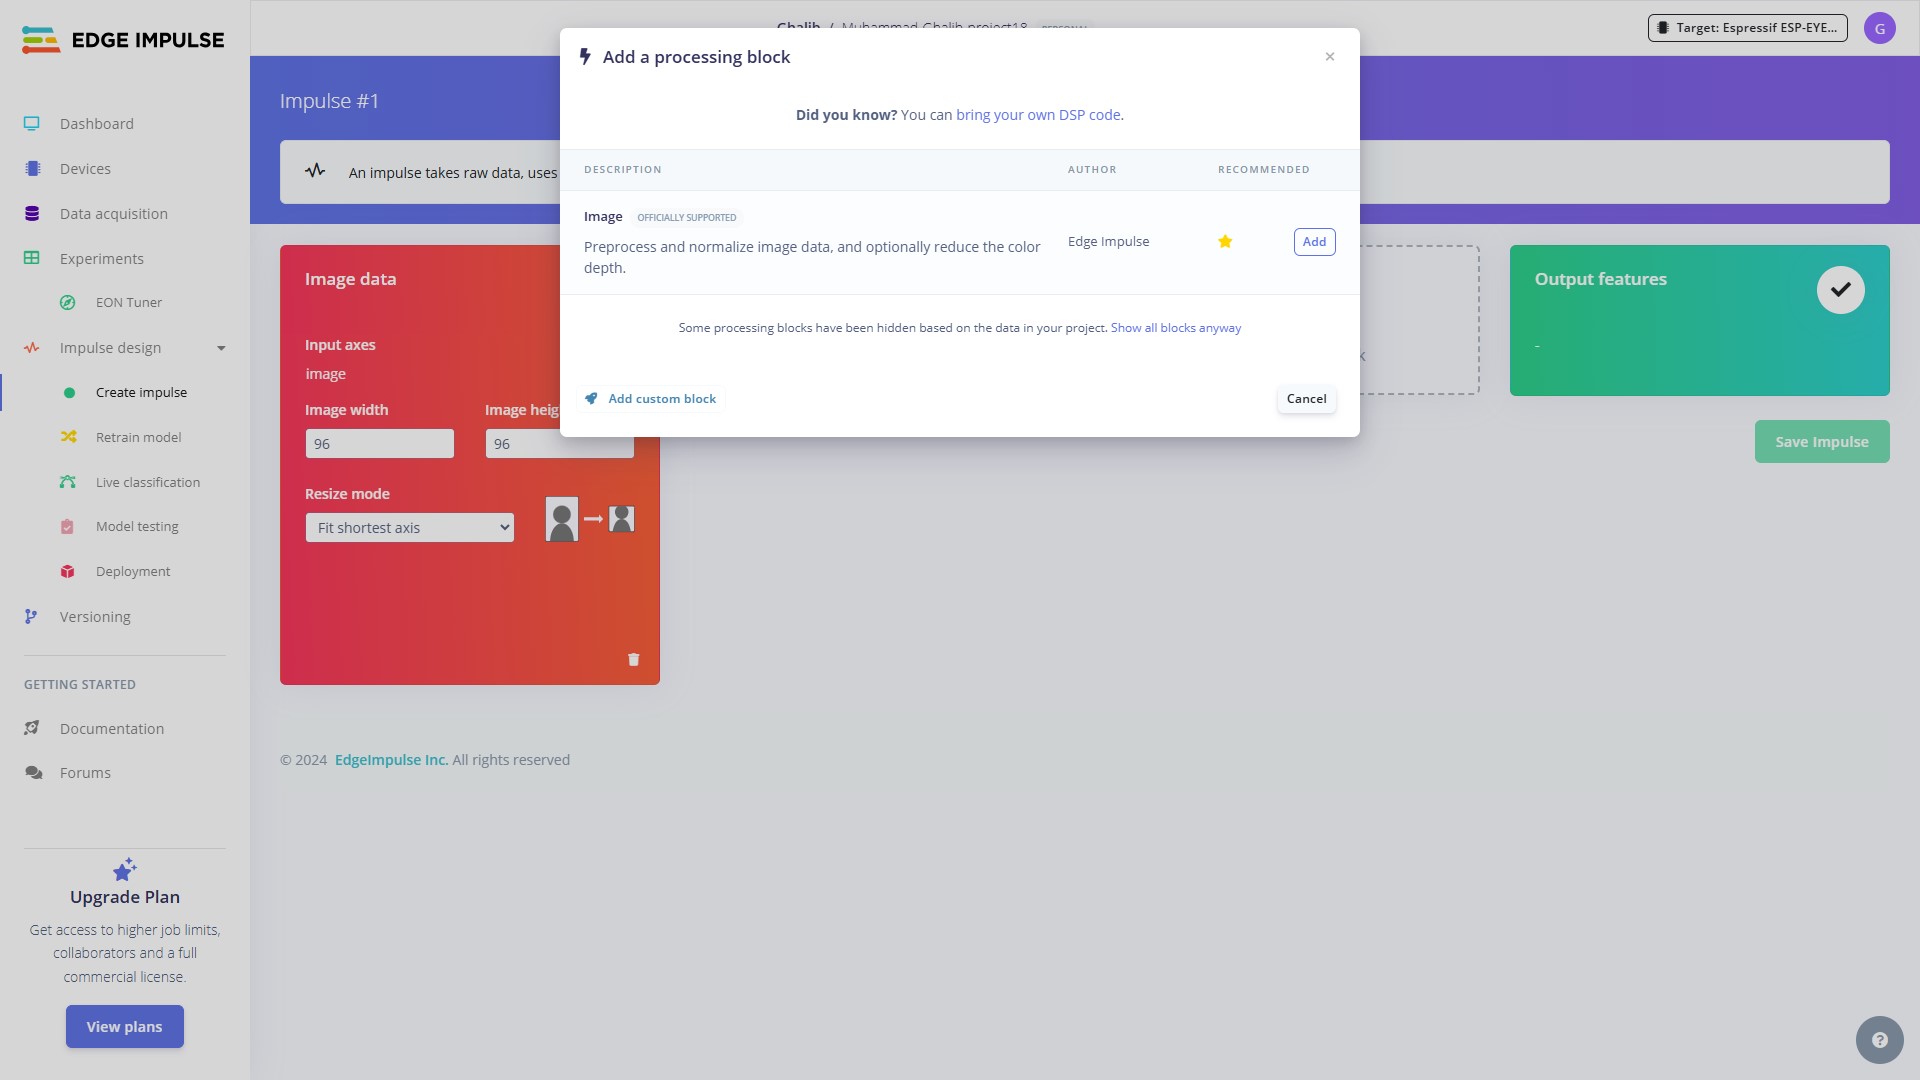 EDGE IMPULSE
Ghalib / Muhammad-Ghalib-project18 PERSONAL
Target: Espressif ESP-EYE...
G
Dashboard
Devices
Data acquisition
Experiments
EON Tuner
Impulse design
Create impulse
Retrain model
Live classification
Model testing
Deployment
Versioning
GETTING STARTED
Documentation
Forums
Upgrade Plan
Get access to higher job limits,
collaborators and a full
commercial license.
View plans
Impulse #1
An impulse takes raw data, uses
Add a processing block
×
Did you know? You can bring your own DSP code.
DESCRIPTION AUTHOR RECOMMENDED
Image OFFICIALLY SUPPORTED
Preprocess and normalize image data, and optionally reduce the color
depth.
Edge Impulse
Add
Some processing blocks have been hidden based on the data in your project. Show all blocks anyway
Add custom block
Cancel
Image data
Input axes
image
Image width
96
Image heig
96
Resize mode
Fit shortest axis
Output features
-
Save Impulse
© 2024 EdgeImpulse Inc. All rights reserved
?